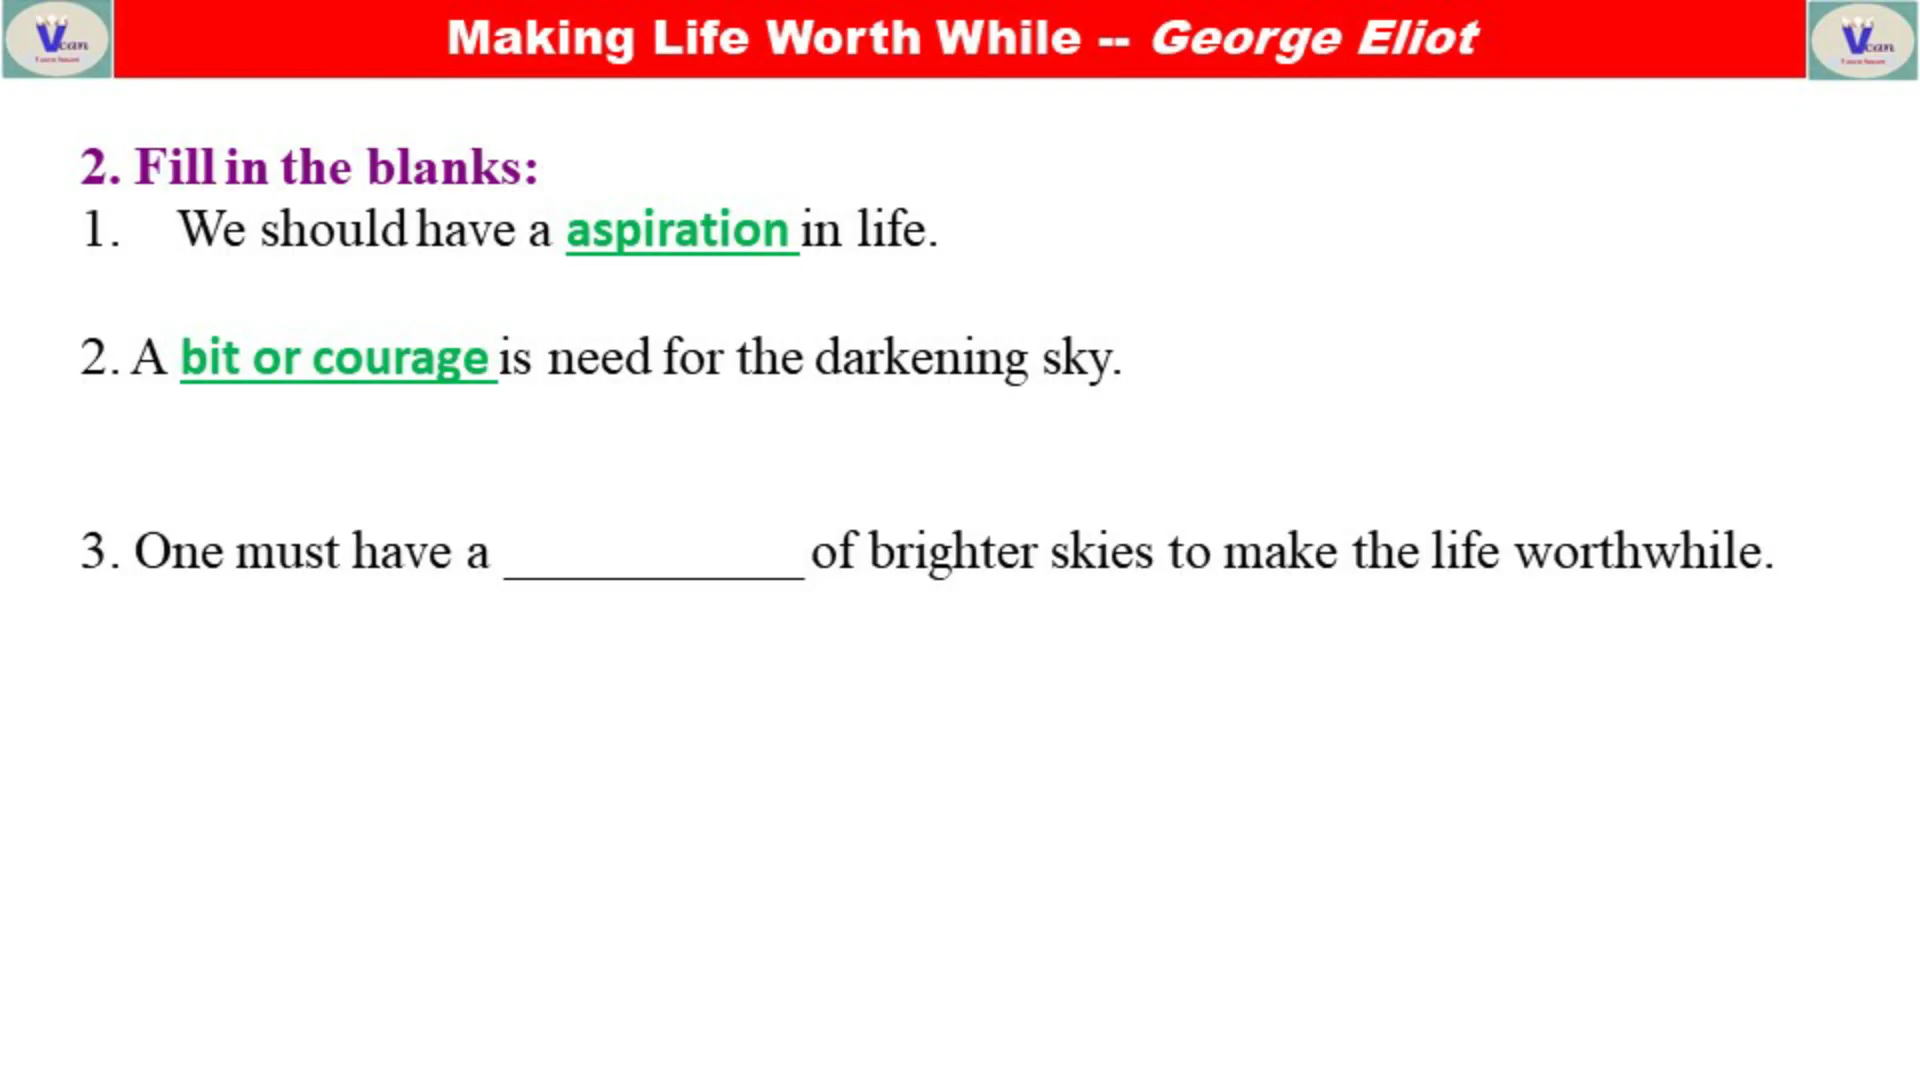 Vcan
Making Life Worth While -- George Eliot
Vcan
2. Fill in the blanks:
1. We should have a aspiration in life.
2. A bit or courage is need for the darkening sky.
3. One must have a ____________ of brighter skies to make the life worthwhile.